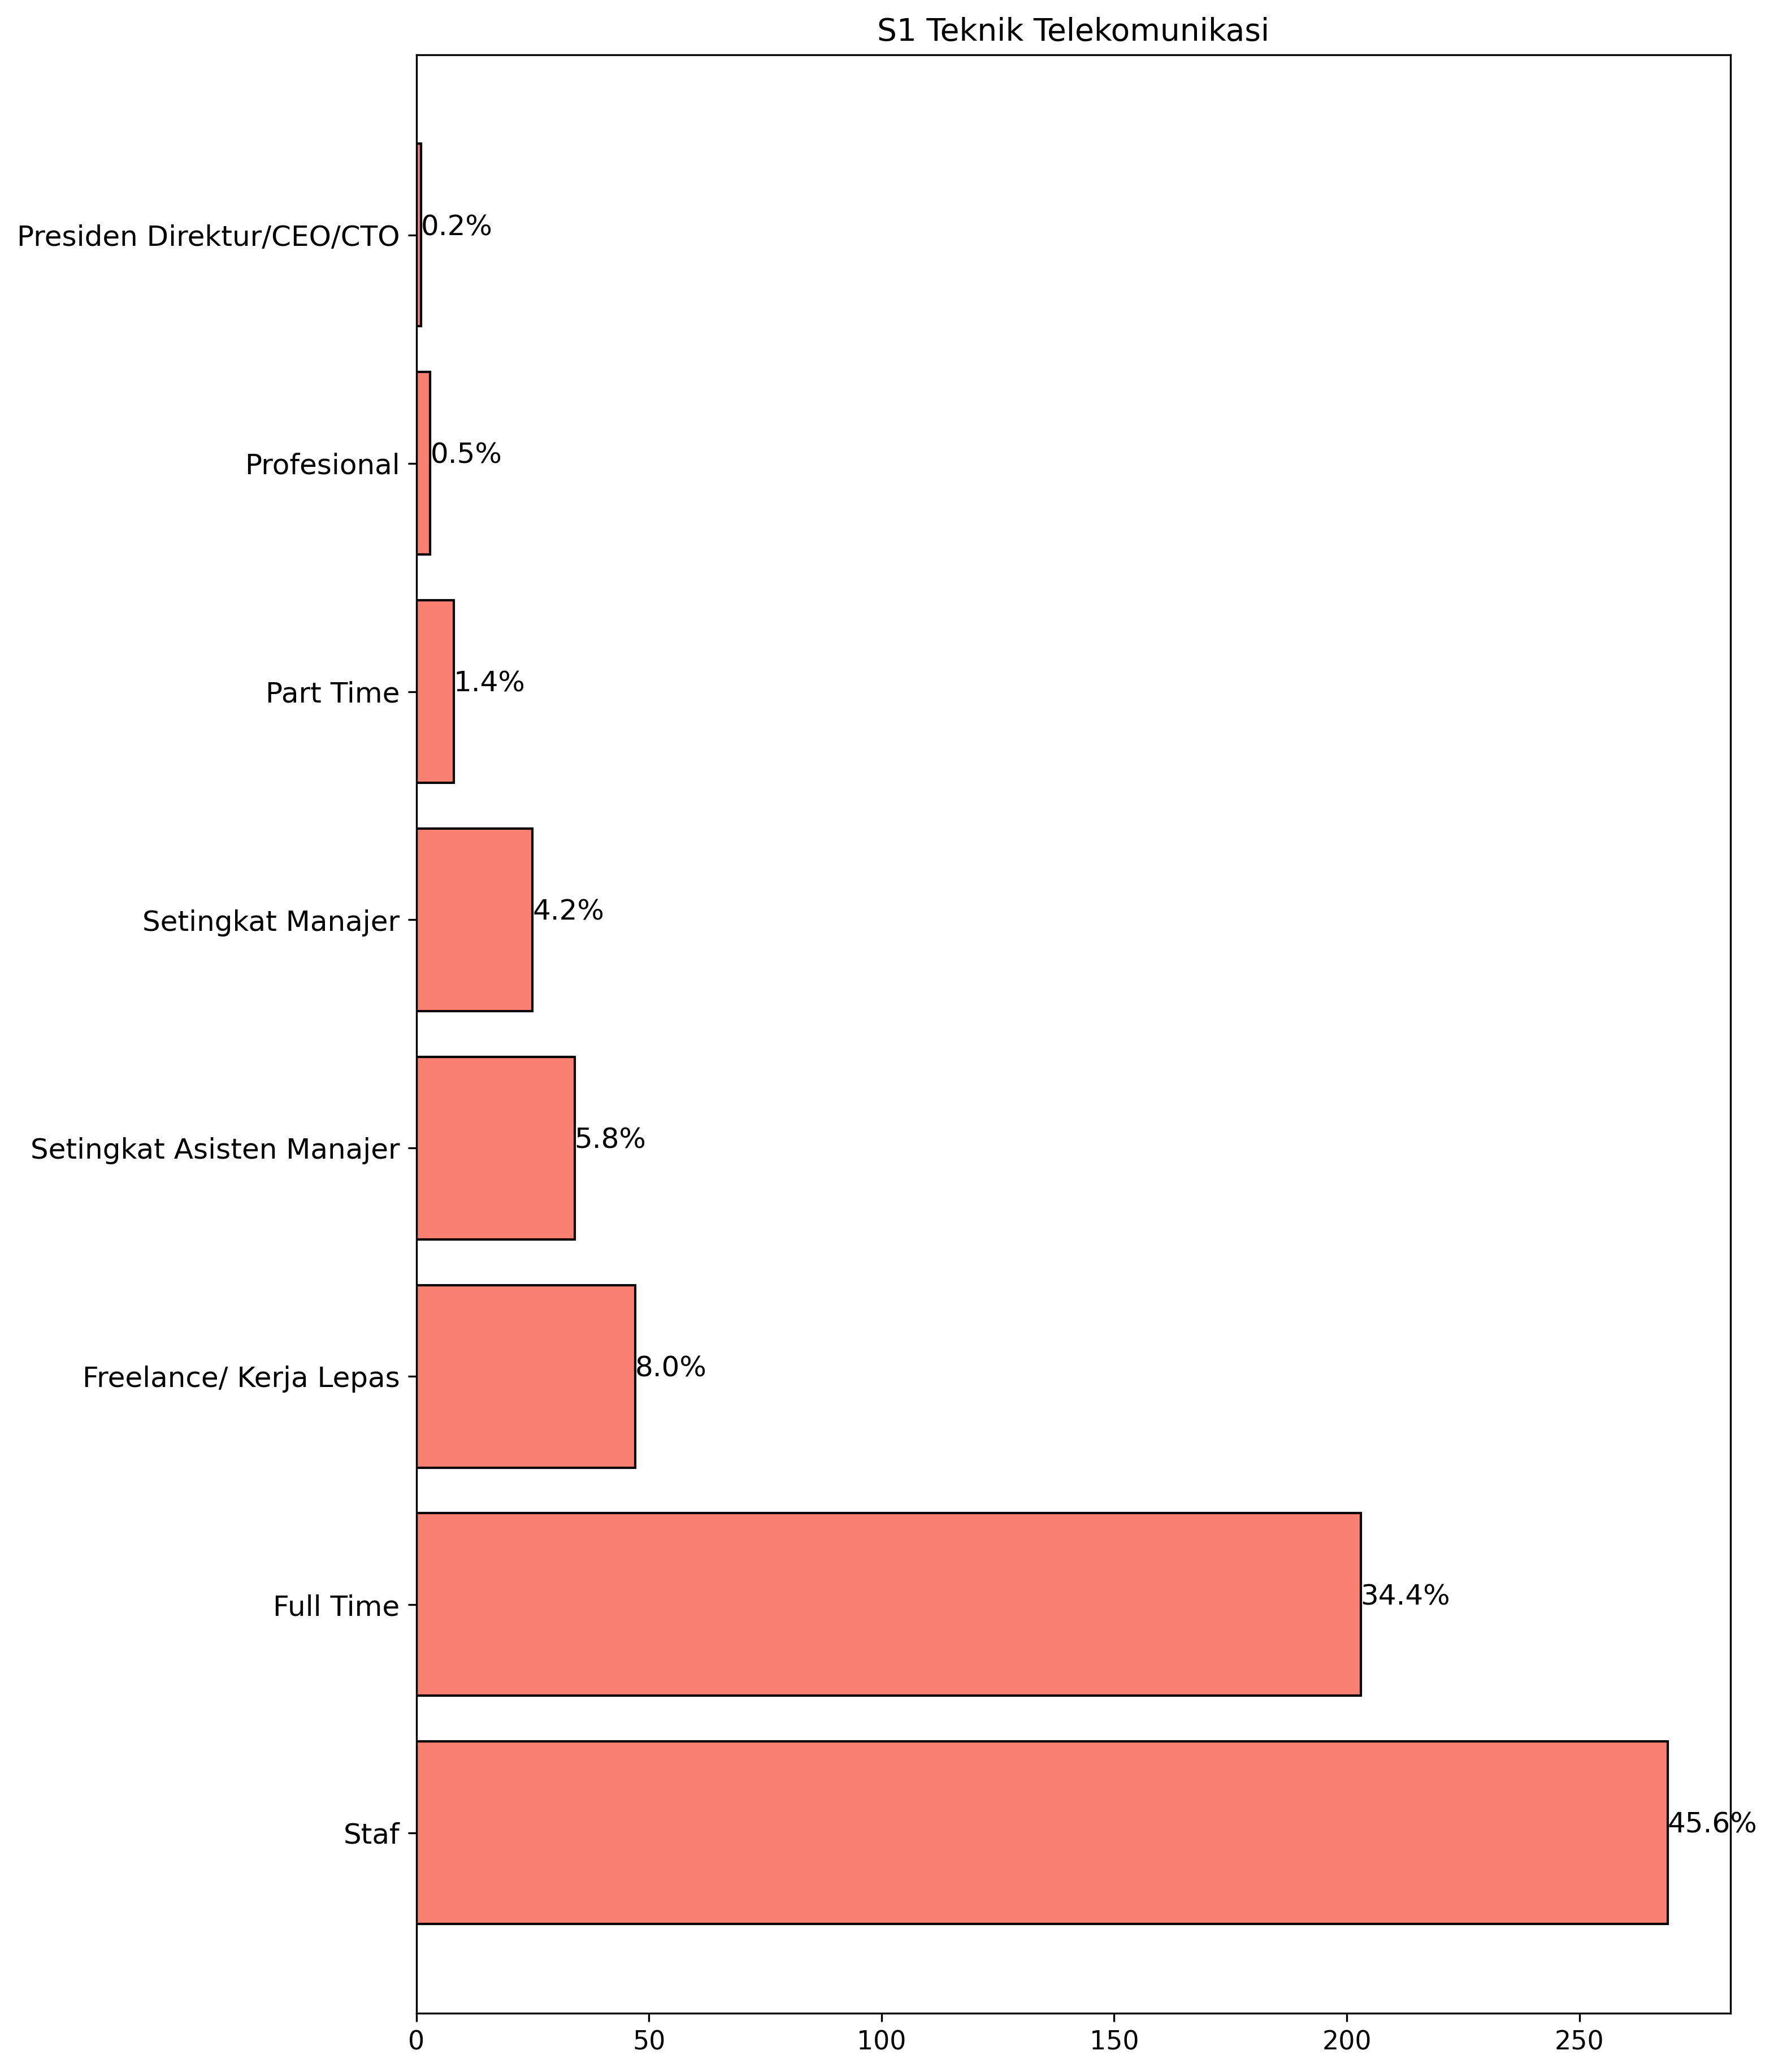 S1 Teknik Telekomunikasi
Presiden Direktur/CEO/CTO 0.2%
Profesional 0.5%
Part Time 1.4%
Setingkat Manajer 4.2%
Setingkat Asisten Manajer 5.8%
Freelance/ Kerja Lepas 8.0%
Full Time 34.4%
Staf 45.6%
0 50 100 150 200 250